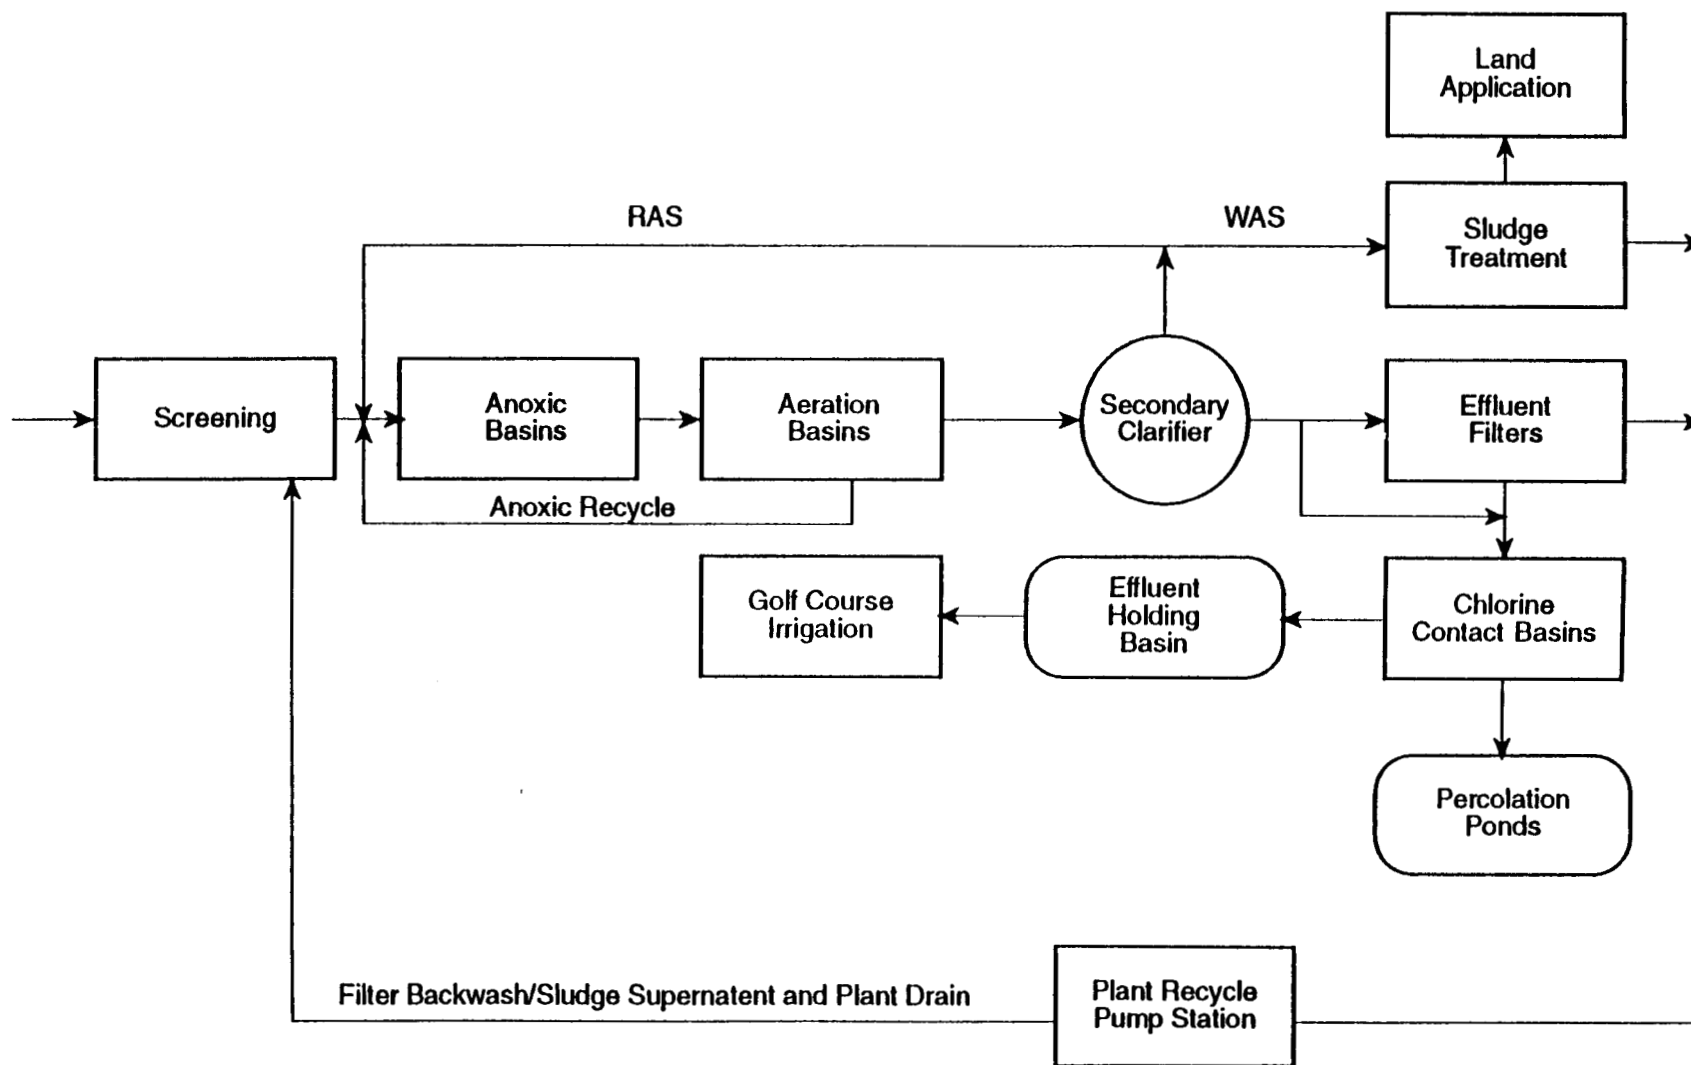 Land
Application
RAS
WAS
Sludge
Treatment
Screening
Anoxic
Basins
Aeration
Basins
Secondary
Clarifier
Effluent
Filters
Anoxic Recycle
Golf Course
Irrigation
Effluent
Holding
Basin
Chlorine
Contact Basins
Percolation
Ponds
Filter Backwash/Sludge Supernatent and Plant Drain
Plant Recycle
Pump Station